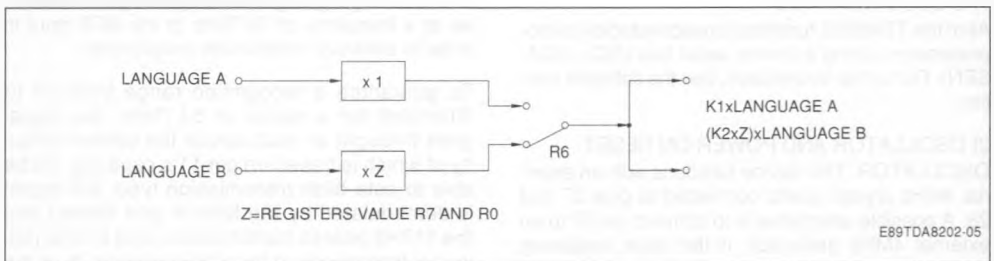 LANGUAGE A
x 1
K1xLANGUAGE A
(K2xZ)xLANGUAGE B
R6
LANGUAGE B
x Z
Z=REGISTERS VALUE R7 AND R0
E89TDA8202-05